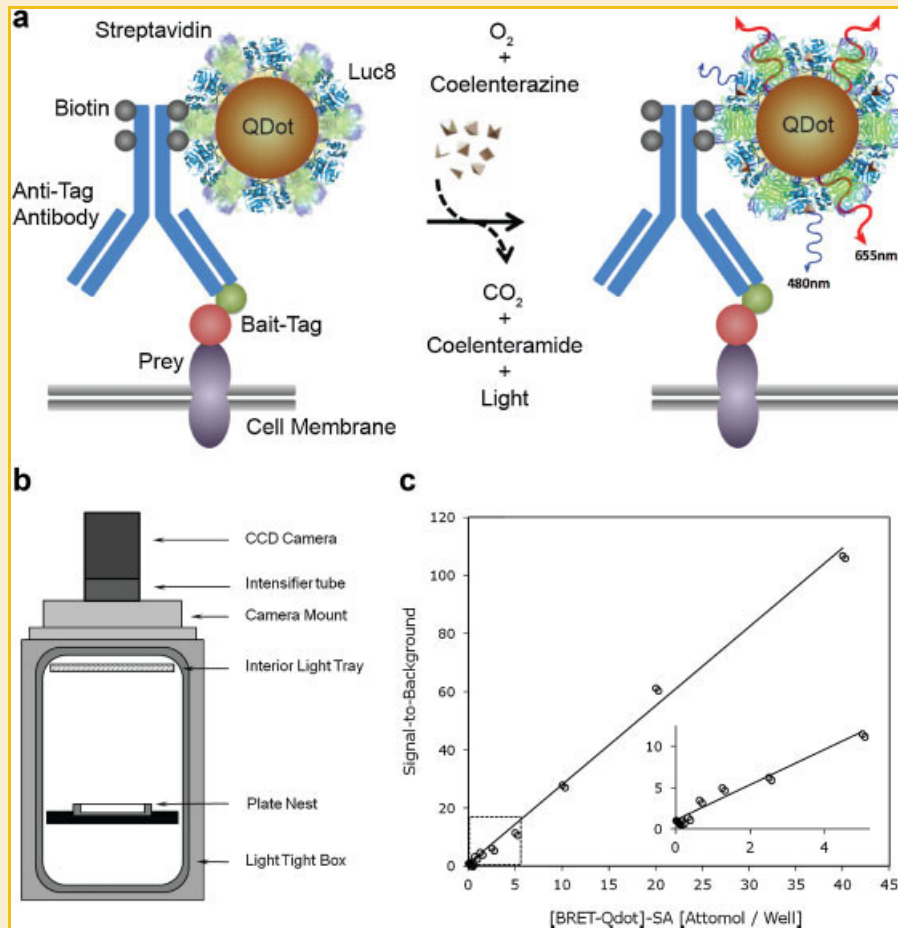 a
Streptavidin
Luc8
Biotin
QDot
Anti-Tag
Antibody
Bait-Tag
Prey
Cell Membrane
O₂
+
Coelenterazine
CO₂
+
Coelenteramide
+
Light
QDot
655nm
480nm
b
CCD Camera
Intensifier tube
Camera Mount
Interior Light Tray
Plate Nest
Light Tight Box
c
Signal-to-Background
120
100
80
60
40
20
0
0 5 10 15 20 25 30 35 40 45
10
5
0
0 2 4
[BRET-Qdot]-SA [Attomol / Well]